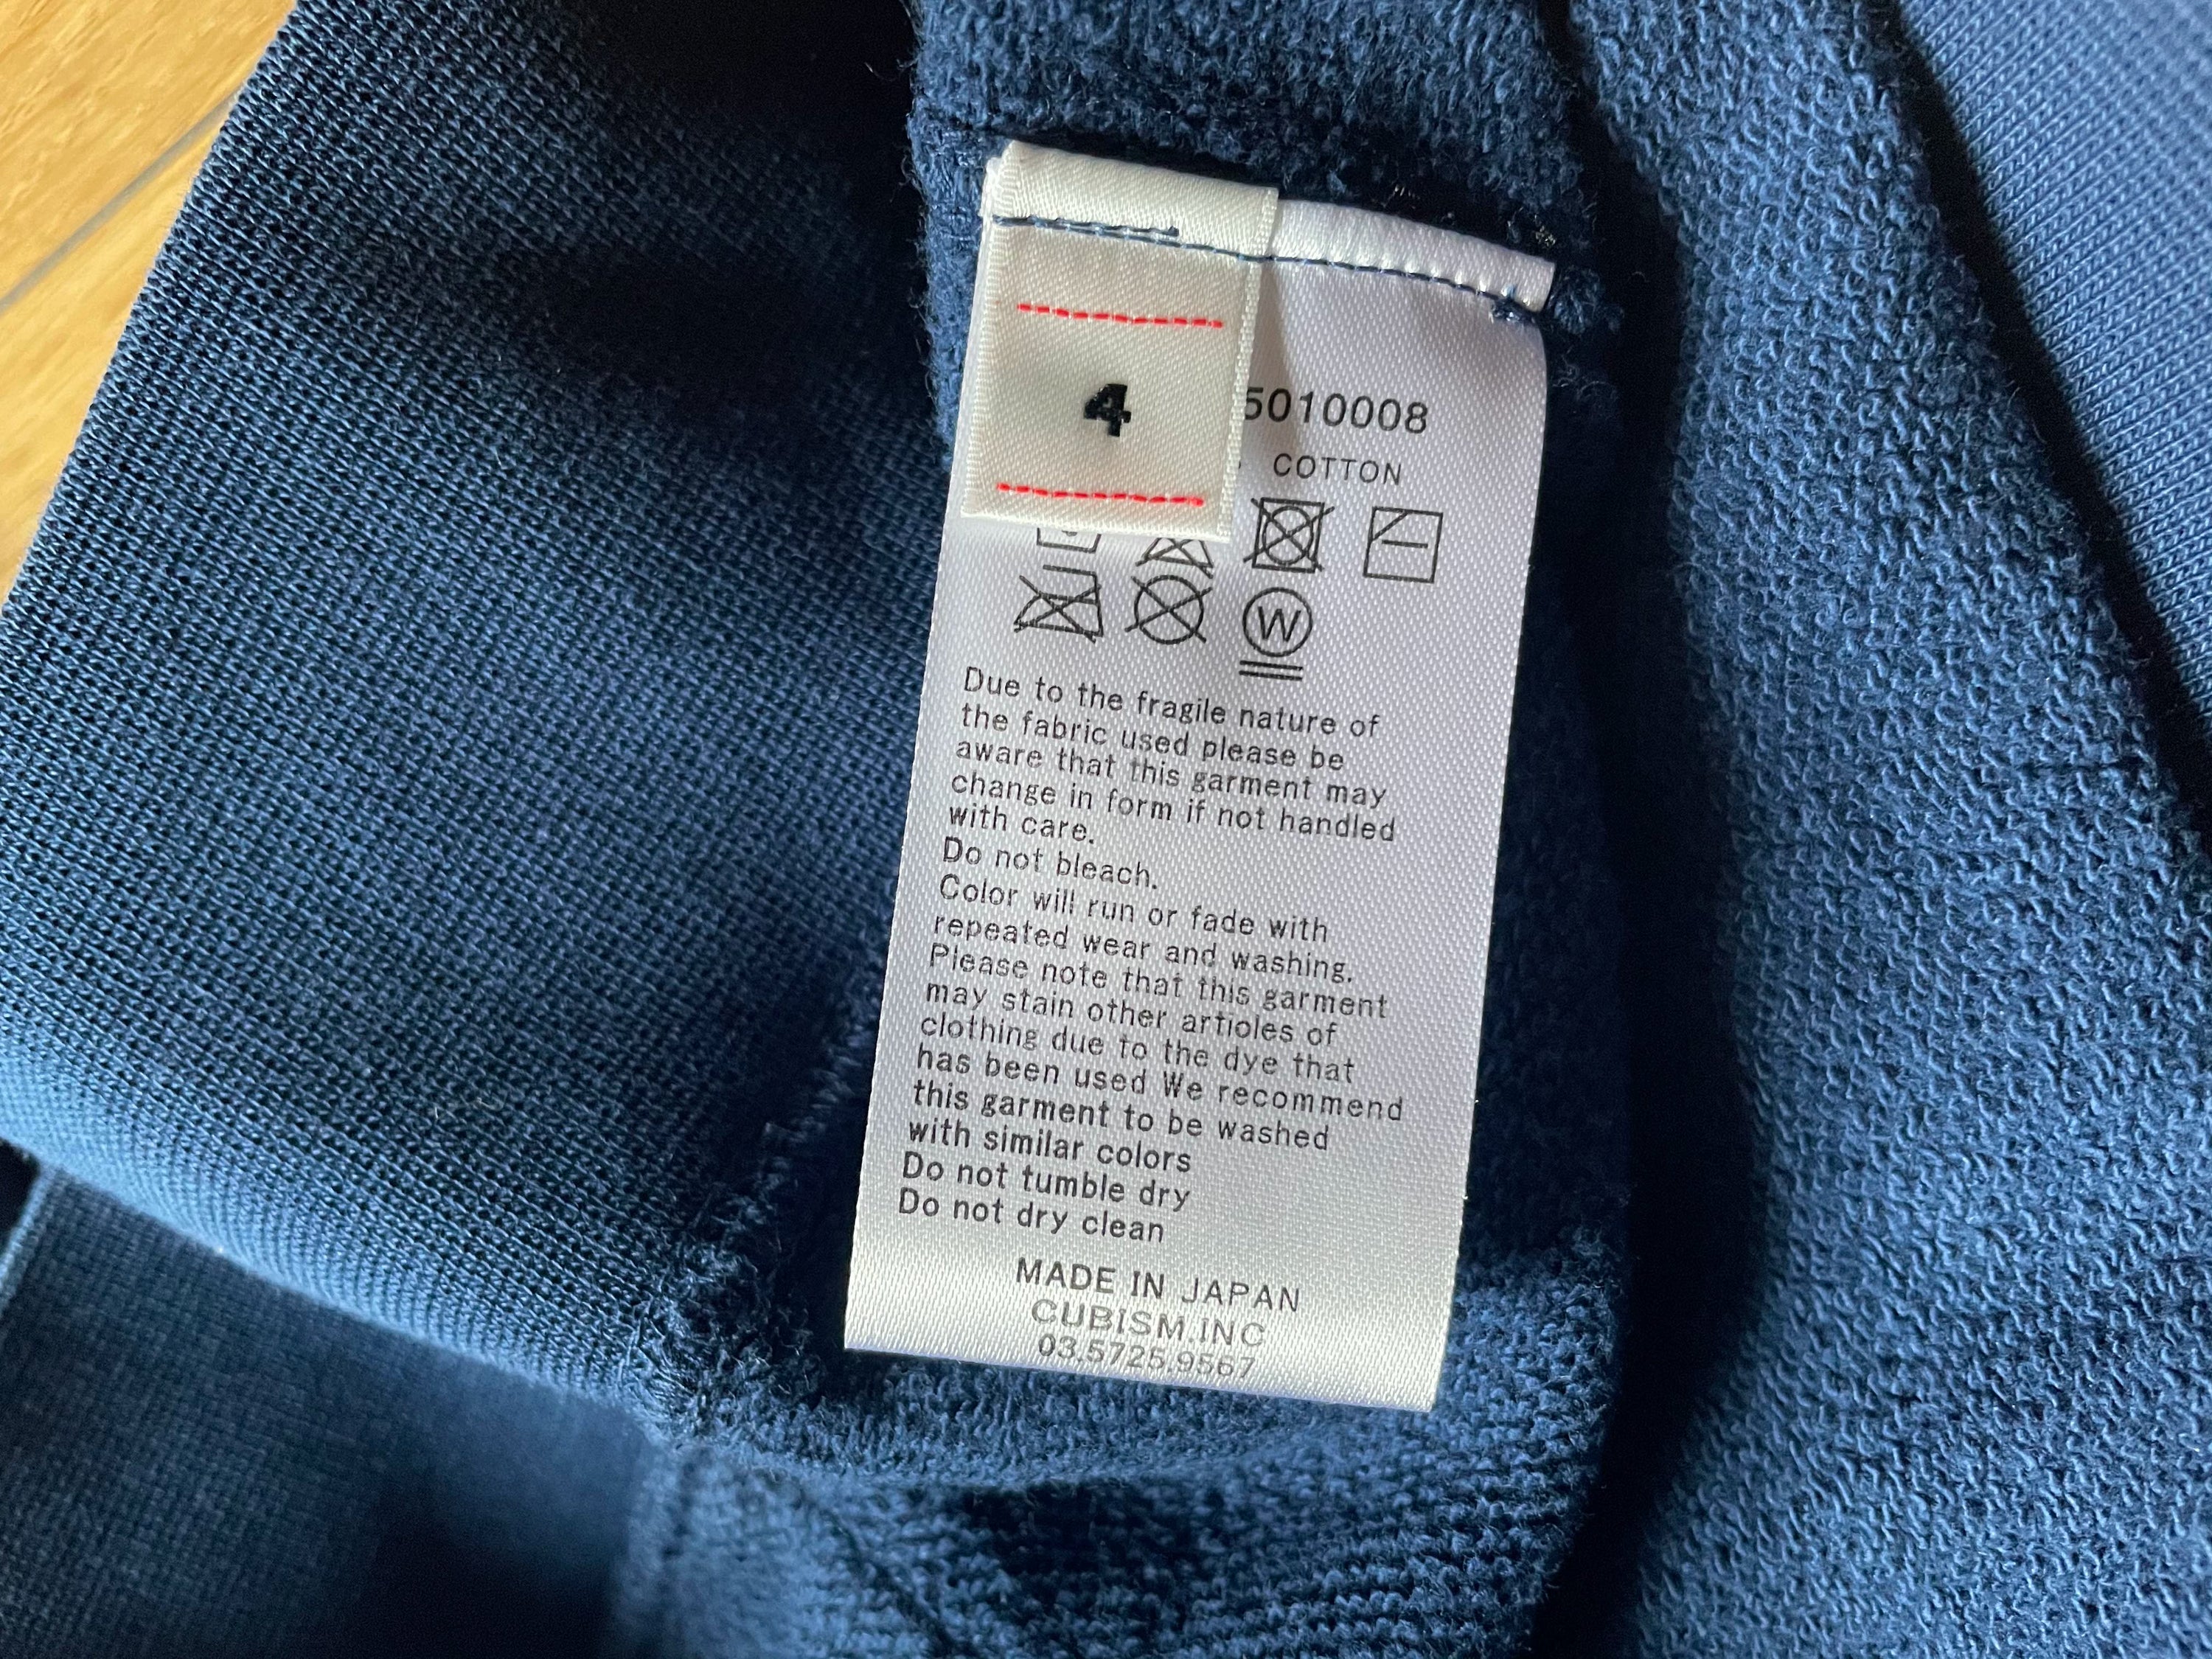 4
5010008
COTTON
W
Due to the fragile nature of
the fabric used please be
aware that this garment may
change in form if not handled
with care.
Do not bleach.
Color will run or fade with
repeated wear and washing.
Please note that this garment
may stain other artioles of
clothing due to the dye that
has been used We recommend
this garment to be washed
with similar colors
Do not tumble dry
Do not dry clean
MADE IN JAPAN
CUBISM.INC
03.5725.9567